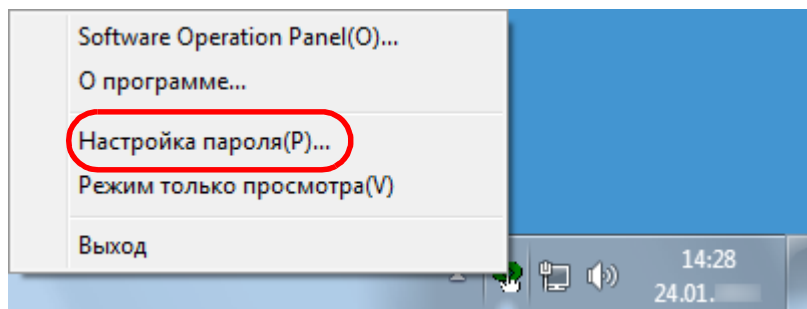 Software Operation Panel(O)...
О программе...
Настройка пароля(P)...
Режим только просмотра(V)
Выход
14:28
24.01.